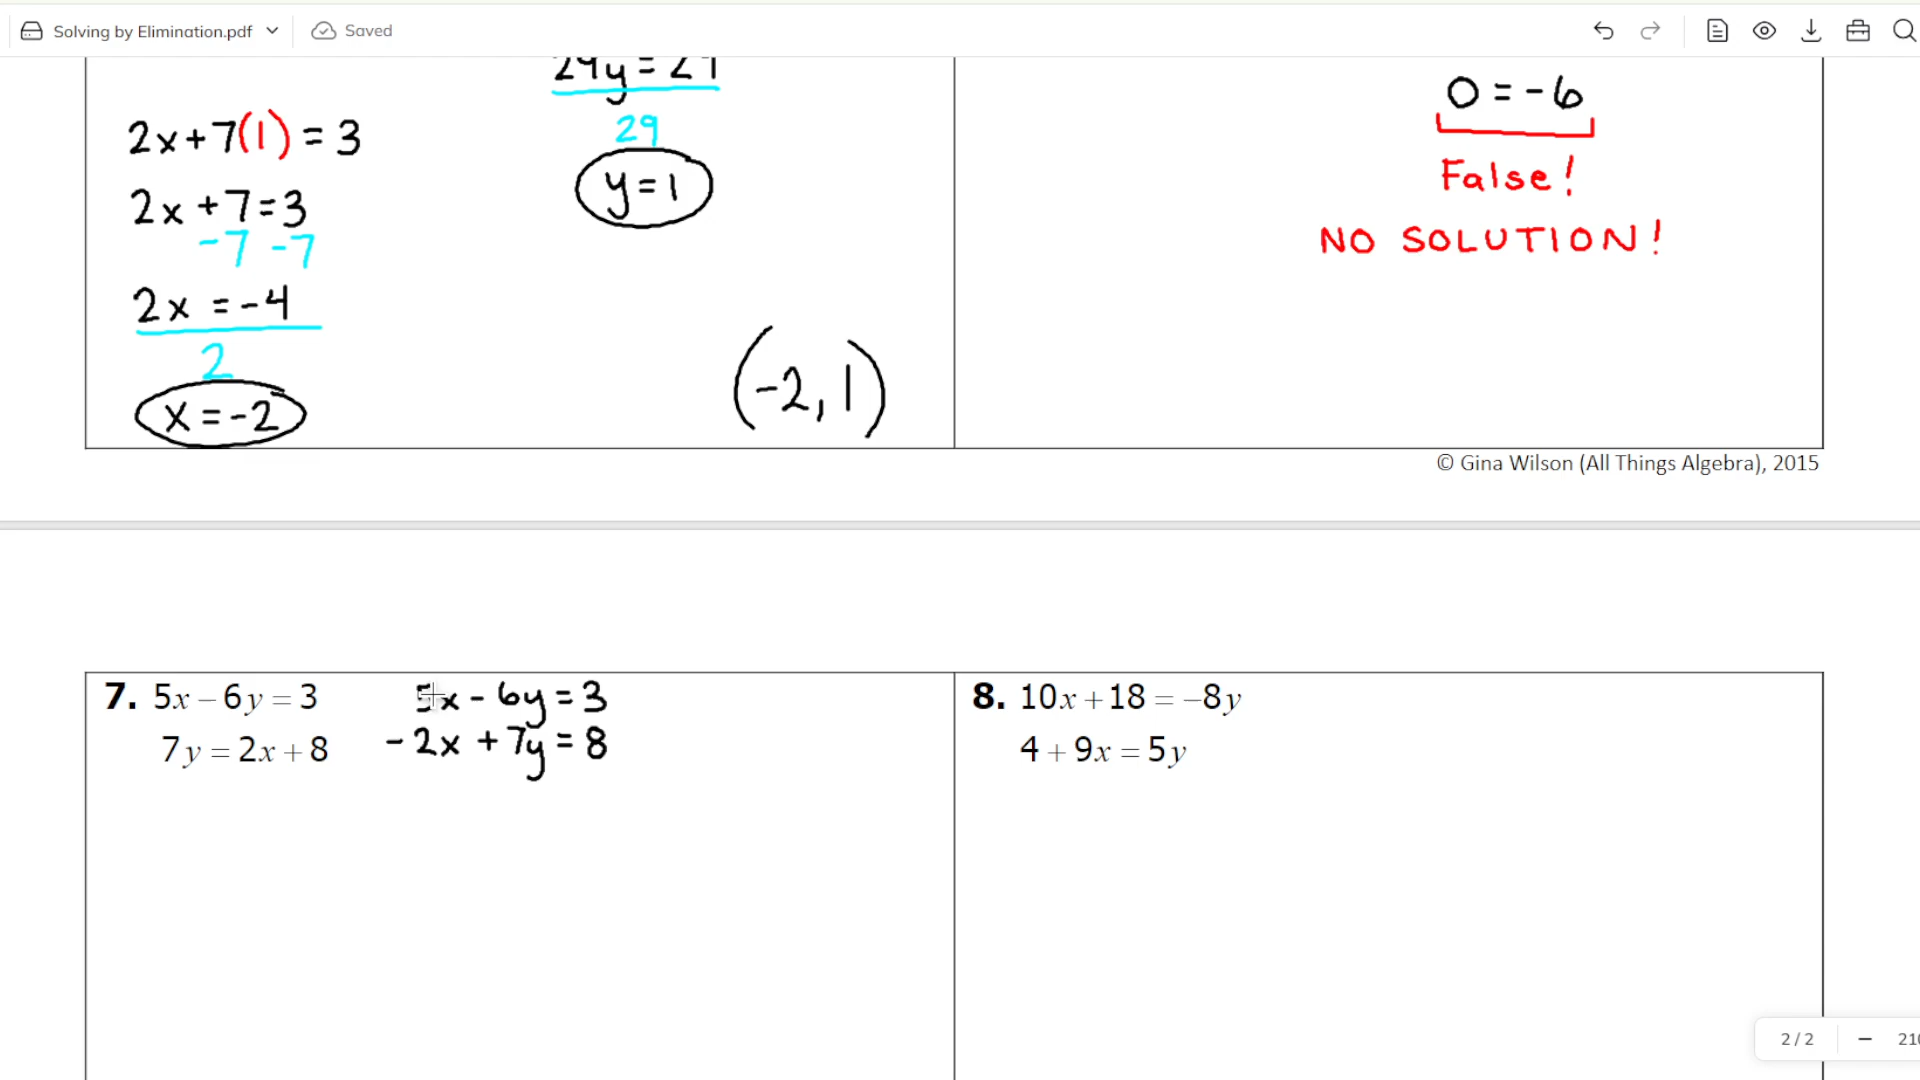 Solving by Elimination.pdf Saved
2x+7(1) = 3
2x +7=3
-7 -7
2x = -4
2
x = -2
29
y=1
(-2, 1)
0 = -6
False!
NO SOLUTION!
© Gina Wilson (All Things Algebra), 2015
7. 5x − 6y = 3
7y = 2x + 8
5x - 6y = 3
-2x + 7y = 8
8. 10x + 18 = −8y
4 + 9x = 5y
2 / 2